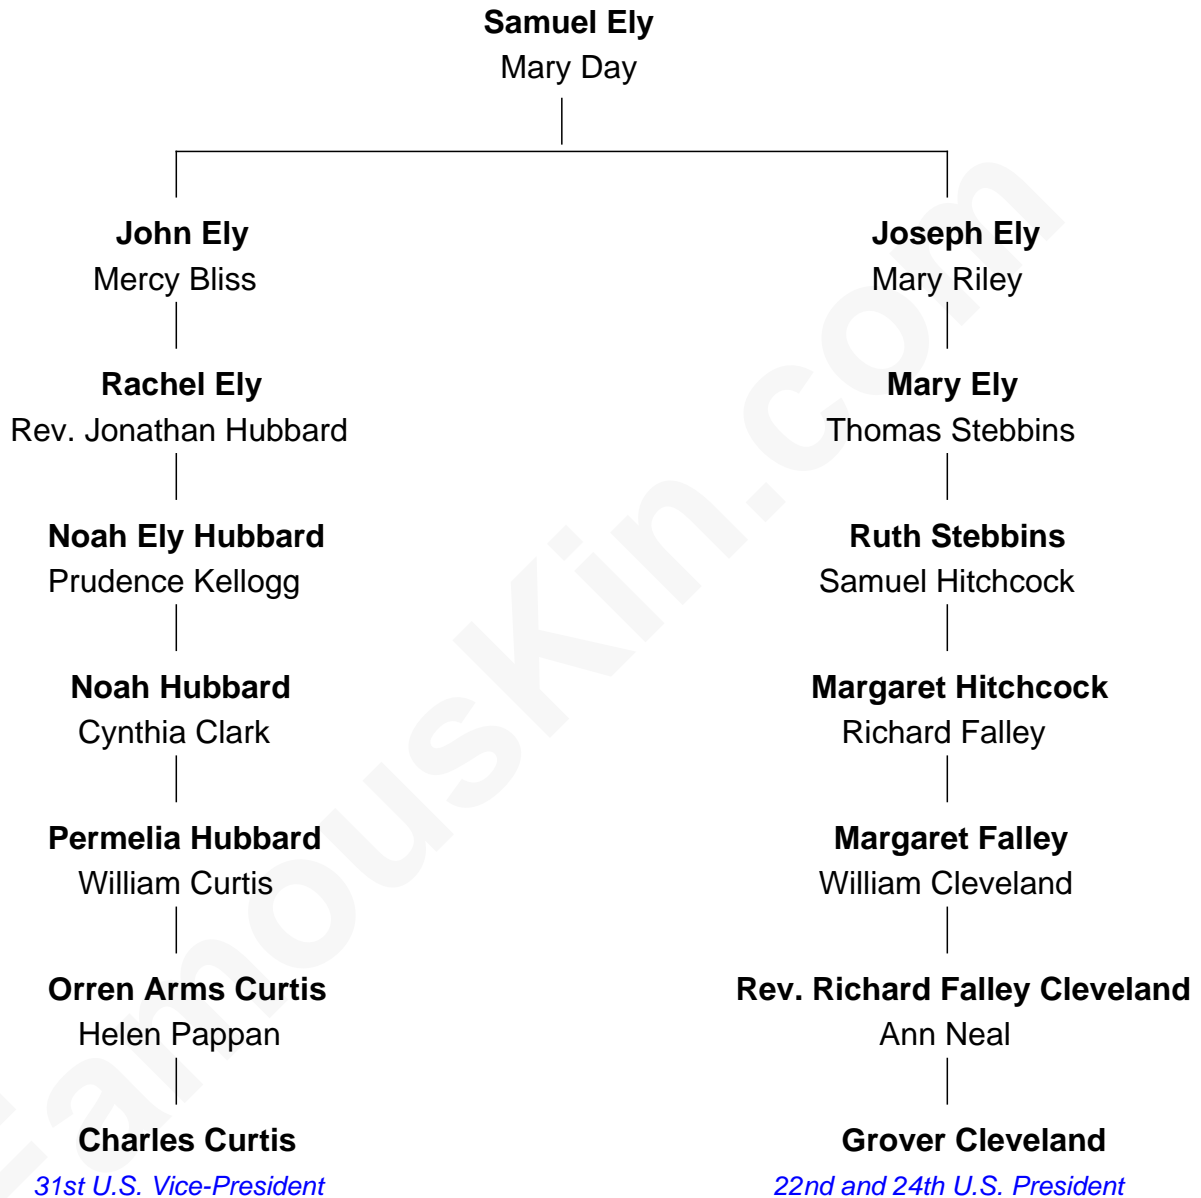 Samuel Ely
Mary Day
John Ely
Mercy Bliss
Rachel Ely
Rev. Jonathan Hubbard
Noah Ely Hubbard
Prudence Kellogg
Noah Hubbard
Cynthia Clark
Permelia Hubbard
William Curtis
Orren Arms Curtis
Helen Pappan
Charles Curtis
31st U.S. Vice-President
Joseph Ely
Mary Riley
Mary Ely
Thomas Stebbins
Ruth Stebbins
Samuel Hitchcock
Margaret Hitchcock
Richard Falley
Margaret Falley
William Cleveland
Rev. Richard Falley Cleveland
Ann Neal
Grover Cleveland
22nd and 24th U.S. President
FamousKin.com